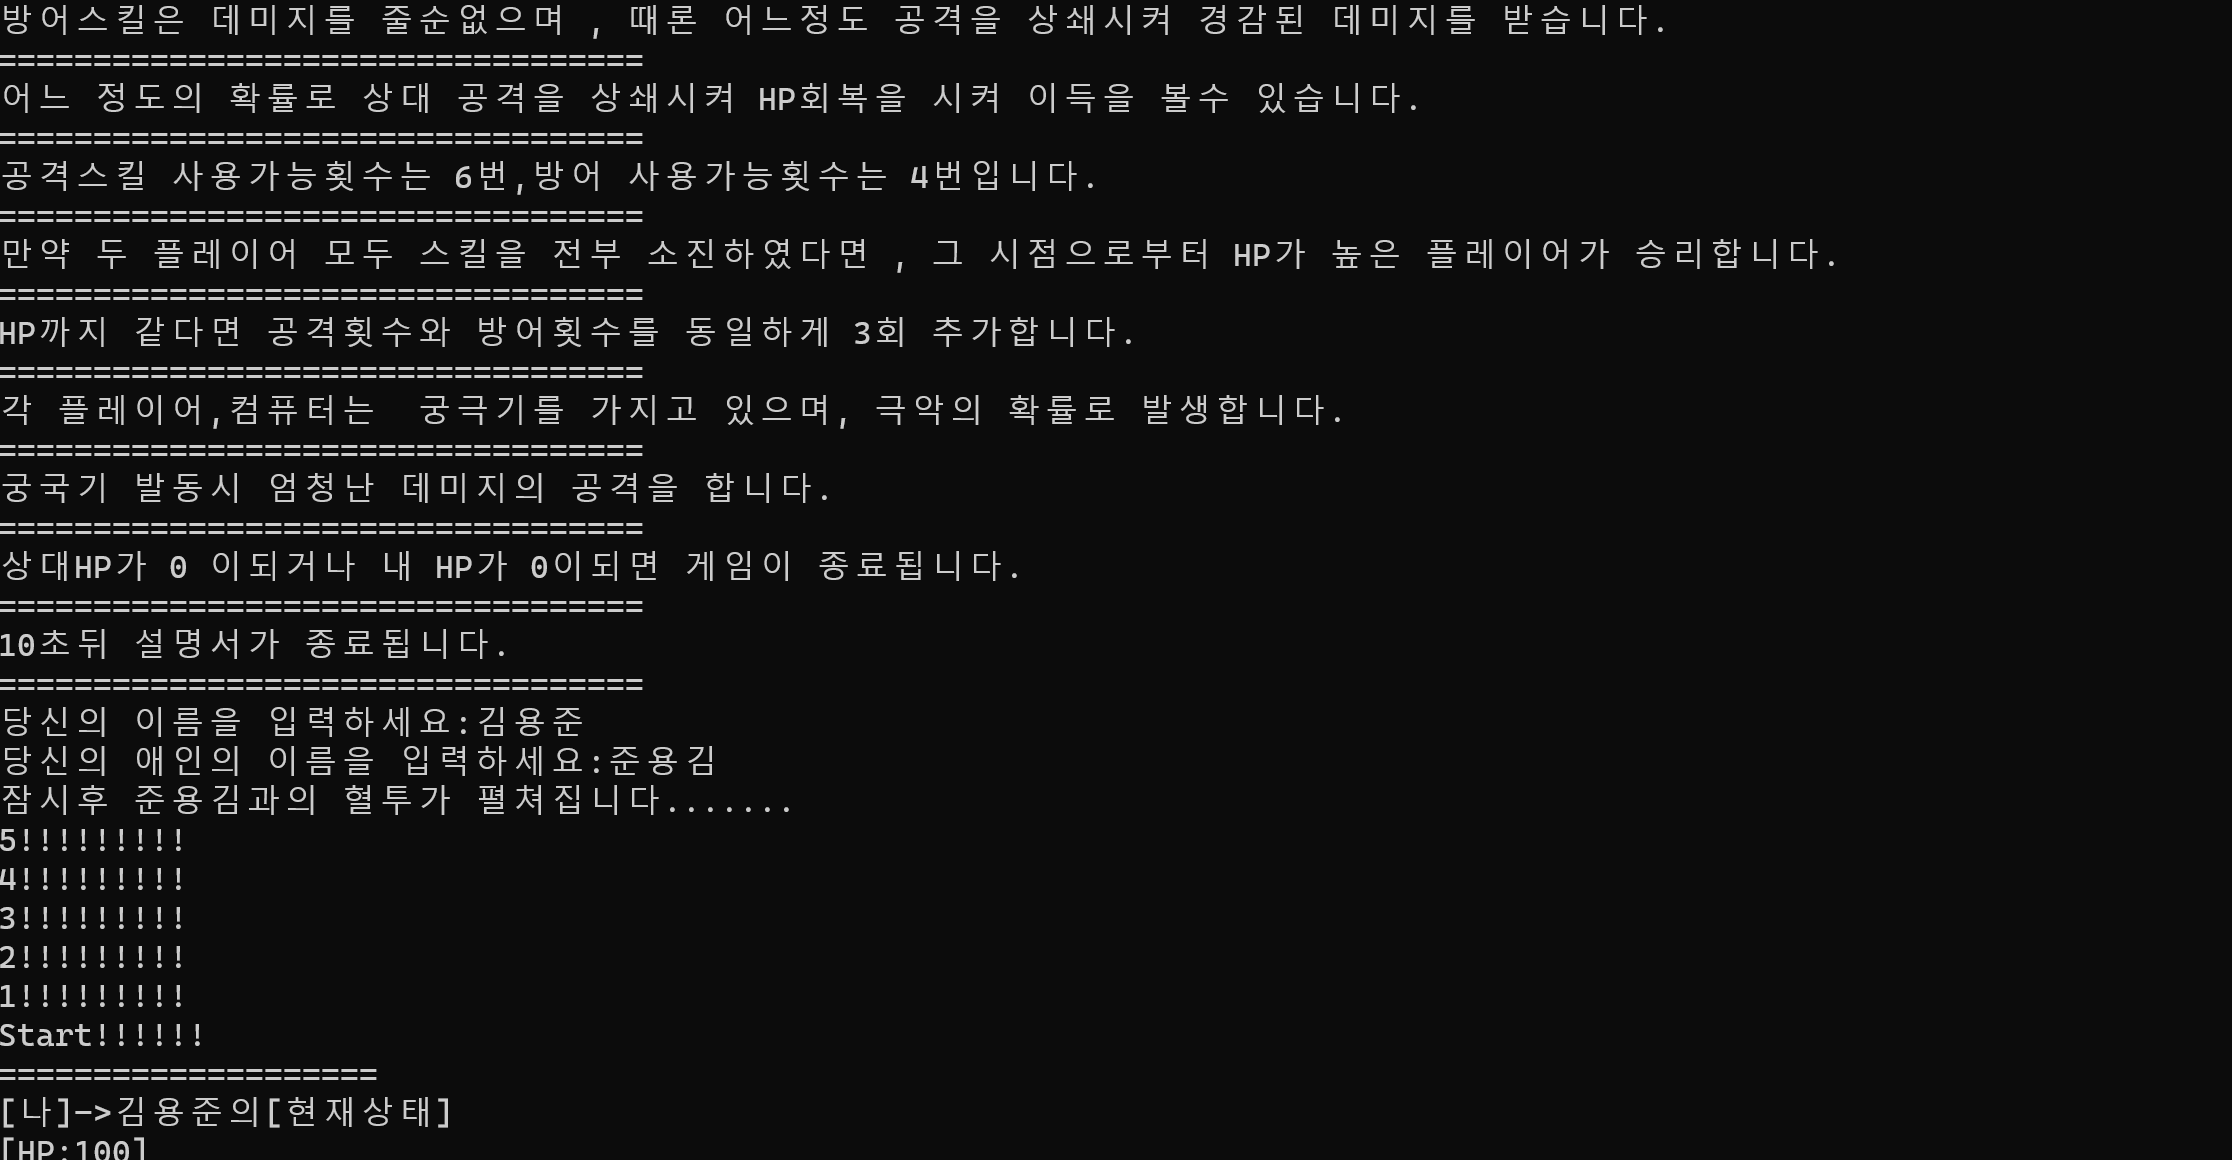 방어스킬은 데미지를 줄순없으며 , 때론 어느정도 공격을 상쇄시켜 경감된 데미지를 받습니다.
==================================
어느 정도의 확률로 상대 공격을 상쇄시켜 HP회복을 시켜 이득을 볼수 있습니다.
==================================
공격스킬 사용가능횟수는 6번,방어 사용가능횟수는 4번입니다.
==================================
만약 두 플레이어 모두 스킬을 전부 소진하였다면 , 그 시점으로부터 HP가 높은 플레이어가 승리합니다.
==================================
HP까지 같다면 공격횟수와 방어횟수를 동일하게 3회 추가합니다.
==================================
각 플레이어,컴퓨터는  궁극기를 가지고 있으며, 극악의 확률로 발생합니다.
==================================
궁국기 발동시 엄청난 데미지의 공격을 합니다.
==================================
상대HP가 0 이되거나 내 HP가 0이되면 게임이 종료됩니다.
==================================
10초뒤 설명서가 종료됩니다.
==================================
당신의 이름을 입력하세요:김용준
당신의 애인의 이름을 입력하세요:준용김
잠시후 준용김과의 혈투가 펼쳐집니다.......
5!!!!!!!!!
4!!!!!!!!!
3!!!!!!!!!
2!!!!!!!!!
1!!!!!!!!!
Start!!!!!!
====================
[나]->김용준의[현재상태]
[HP:100]